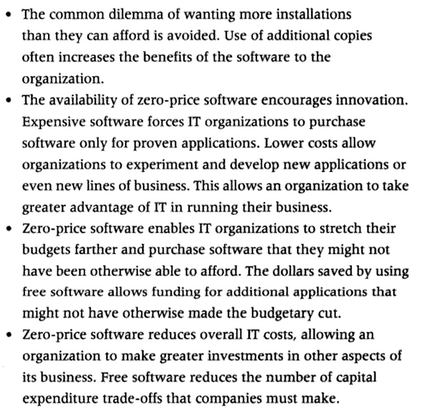 • The common dilemma of wanting more installations
than they can afford is avoided. Use of additional copies
often increases the benefits of the software to the
organization.
• The availability of zero-price software encourages innovation.
Expensive software forces IT organizations to purchase
software only for proven applications. Lower costs allow
organizations to experiment and develop new applications or
even new lines of business. This allows an organization to take
greater advantage of IT in running their business.
• Zero-price software enables IT organizations to stretch their
budgets farther and purchase software that they might not
have been otherwise able to afford. The dollars saved by using
free software allows funding for additional applications that
might not have otherwise made the budgetary cut.
• Zero-price software reduces overall IT costs, allowing an
organization to make greater investments in other aspects of
its business. Free software reduces the number of capital
expenditure trade-offs that companies must make.